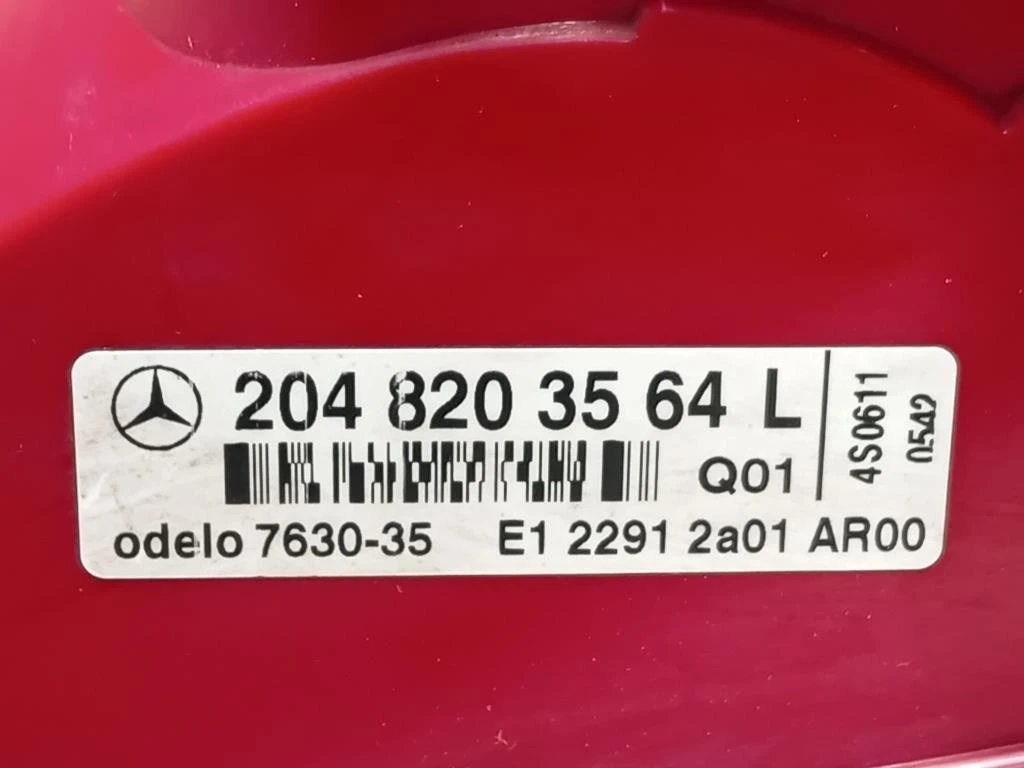 204 820 35 64 L
Q01
odelo 7630-35 E1 2291 2a01 AR00
4S0611
0542